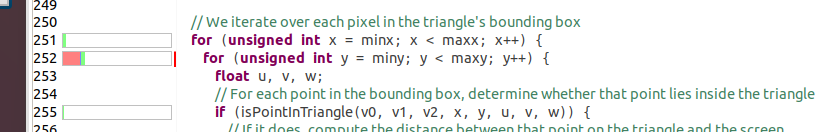 249
250 // We iterate over each pixel in the triangle's bounding box
251 for (unsigned int x = minx; x < maxx; x++) {
252 for (unsigned int y = miny; y < maxy; y++) {
253 float u, v, w;
254 // For each point in the bounding box, determine whether that point lies inside the triangle
255 if (isPointInTriangle(v0, v1, v2, x, y, u, v, w)) {
256 // If it does, compute the distance between that point on the triangle and the screen